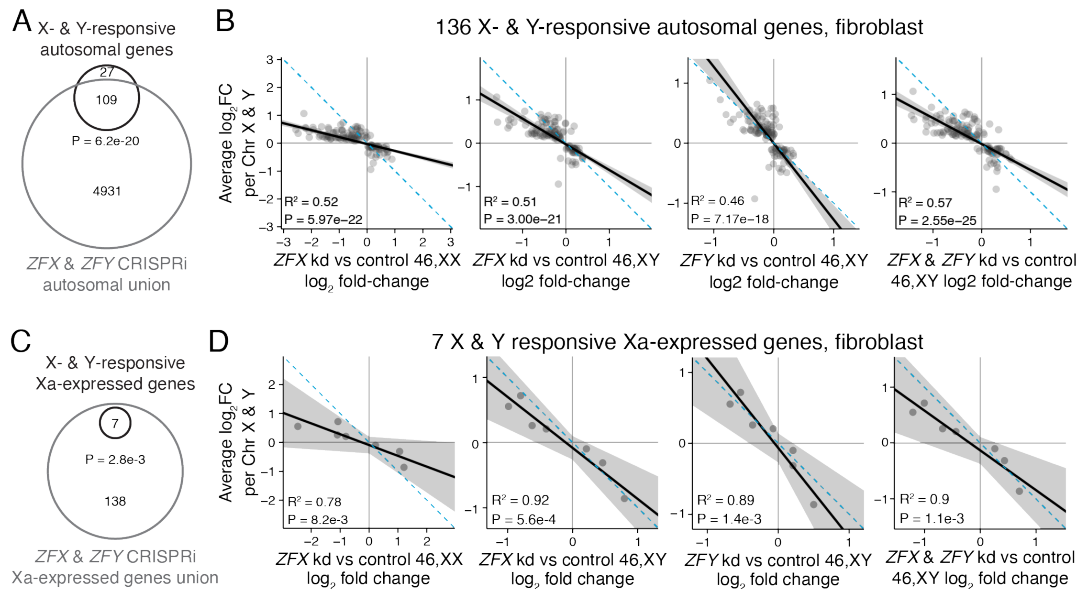 A
X- & Y-responsive
autosomal genes
27
109
P = 6.2e-20
4931
ZFX & ZFY CRISPRi
autosomal union
B
136 X- & Y-responsive autosomal genes, fibroblast
Average log2FC
per Chr X & Y
3
2
1
0
−1
−2
−3
R² = 0.52
P = 5.97e−22
−3 −2 −1 0 1 2 3
ZFX kd vs control 46,XX
log2 fold-change
1
0
−1
R² = 0.51
P = 3.00e−21
−1 0 1
ZFX kd vs control 46,XY
log2 fold-change
1
0
−1
R² = 0.46
P = 7.17e−18
−1 0 1
ZFY kd vs control 46,XY
log2 fold-change
1
0
−1
R² = 0.57
P = 2.55e−25
−1 0 1
ZFX & ZFY kd vs control
46,XY log2 fold-change
C
X- & Y-responsive
Xa-expressed genes
7
P = 2.8e-3
138
ZFX & ZFY CRISPRi
Xa-expressed genes union
D
7 X & Y responsive Xa-expressed genes, fibroblast
Average log2FC
per Chr X & Y
2
1
0
−1
−2
R² = 0.78
P = 8.2e-3
−2 −1 0 1 2
ZFX kd vs control 46,XX
log2 fold change
1
0
−1
R² = 0.92
P = 5.6e-4
−1 0 1
ZFX kd vs control 46,XY
log2 fold change
1
0
−1
R² = 0.89
P = 1.4e-3
−1 0 1
ZFY kd vs control 46,XY
log2 fold change
1
0
−1
R² = 0.9
P = 1.1e-3
−1 0 1
ZFX & ZFY kd vs control
46,XY log2 fold change